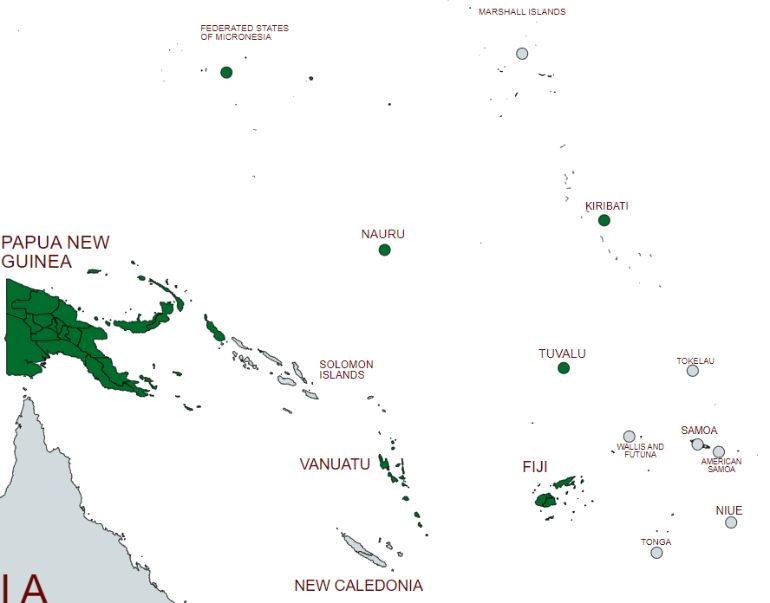 MARSHALL ISLANDS
FEDERATED STATES
OF MICRONESIA
KIRIBATI
NAURU
PAPUA NEW
GUINEA
TUVALU
SOLOMON
ISLANDS
TOKELAU
SAMOA
WALLIS AND
FUTUNA
AMERICAN
SAMOA
VANUATU
FIJI
NIUE
TONGA
NEW CALEDONIA
IA